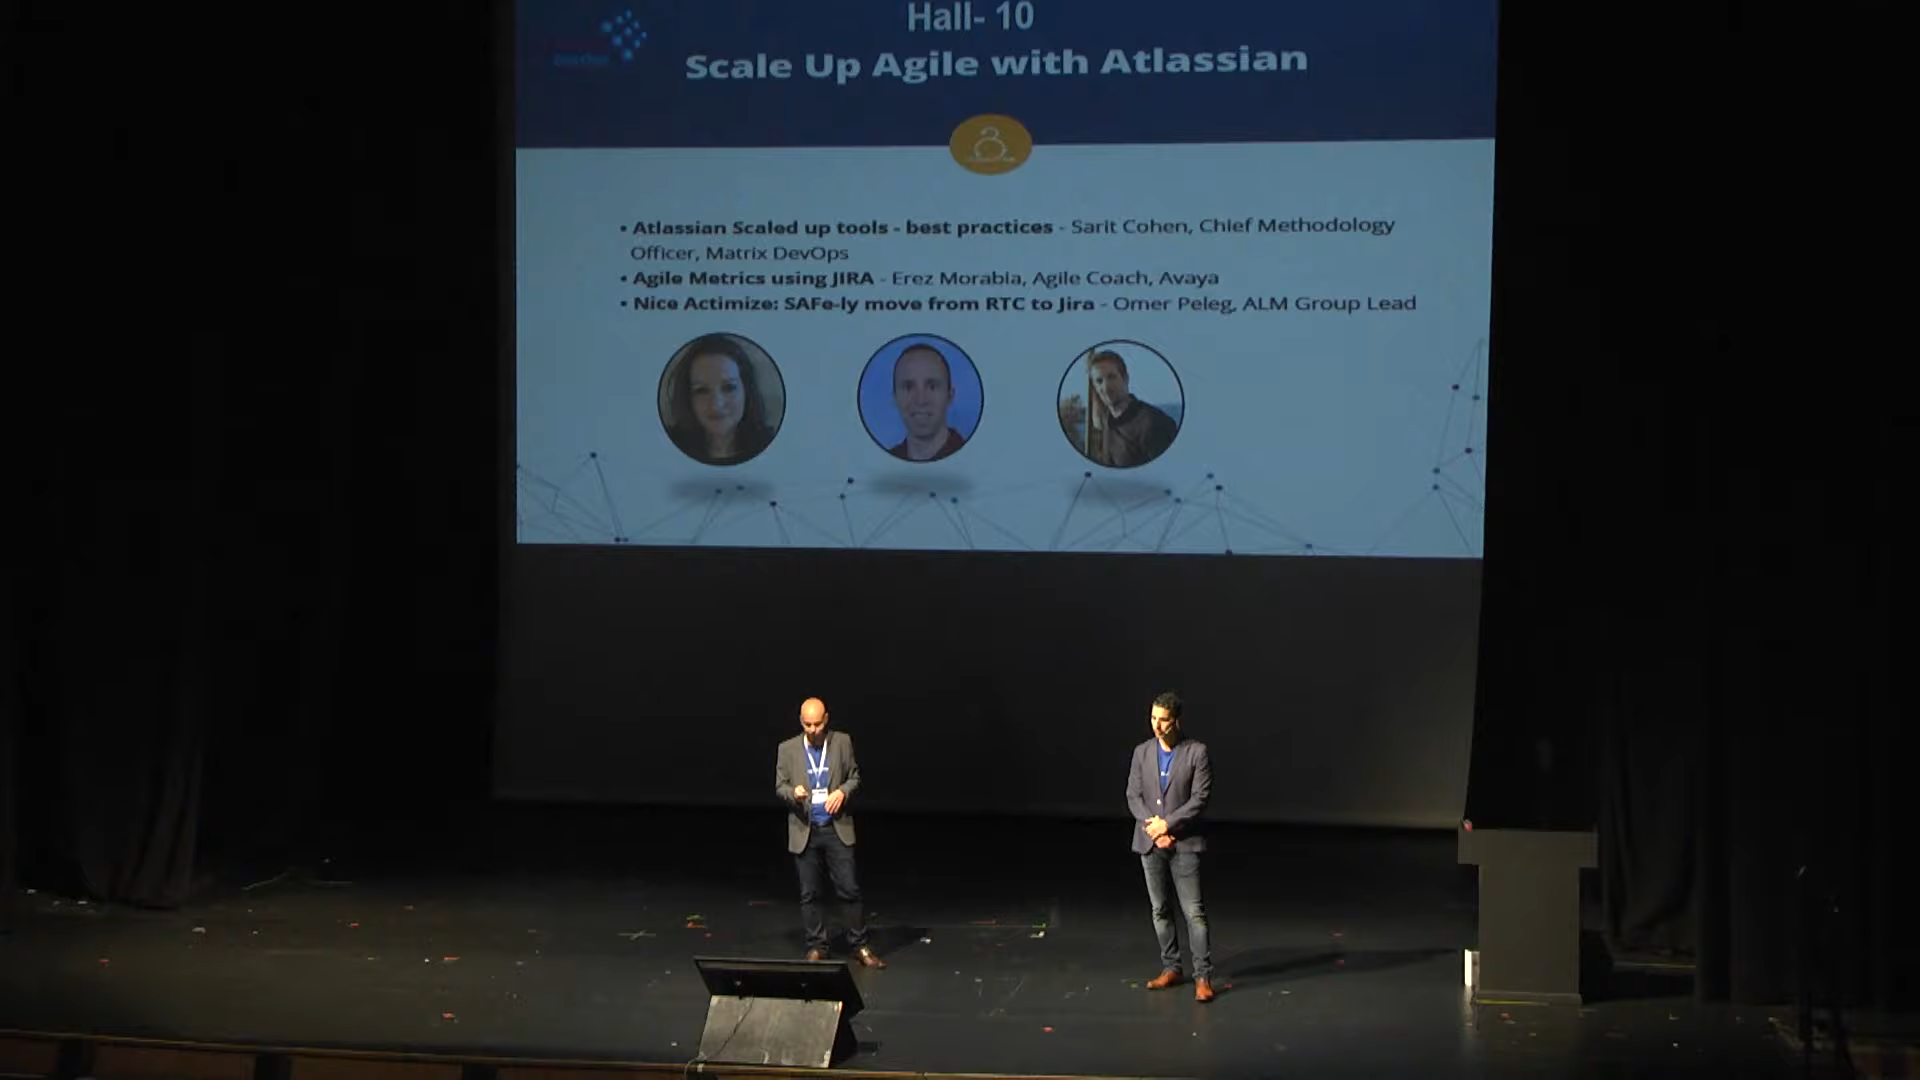 Hall- 10
Scale Up Agile with Atlassian
• Atlassian Scaled up tools - best practices - Sarit Cohen, Chief Methodology
Officer, Matrix DevOps
• Agile Metrics using JIRA - Erez Morabia, Agile Coach, Avaya
• Nice Actimize: SAFe-ly move from RTC to Jira - Omer Peleg, ALM Group Lead